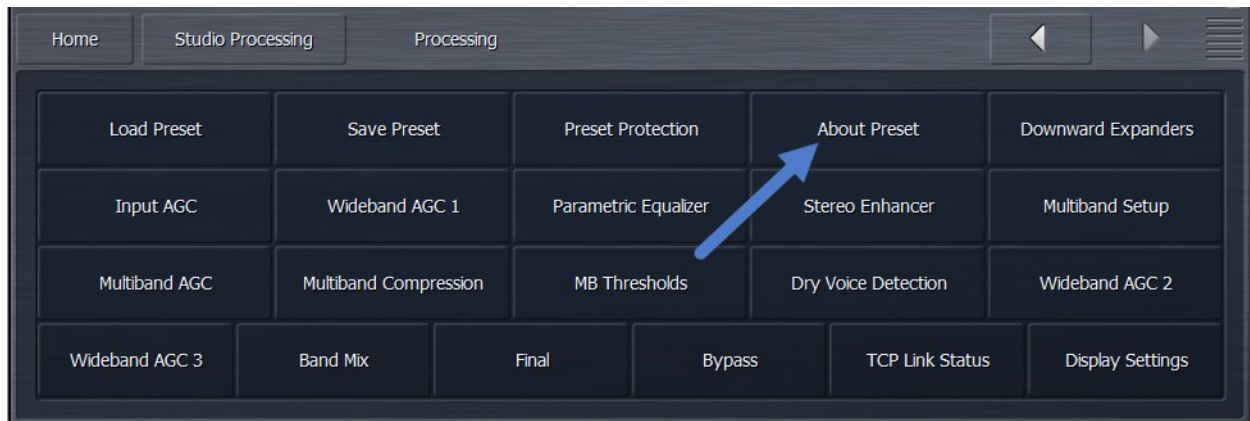 Home Studio Processing Processing
Load Preset Save Preset Preset Protection About Preset Downward Expanders
Input AGC Wideband AGC 1 Parametric Equalizer Stereo Enhancer Multiband Setup
Multiband AGC Multiband Compression MB Thresholds Dry Voice Detection Wideband AGC 2
Wideband AGC 3 Band Mix Final Bypass TCP Link Status Display Settings